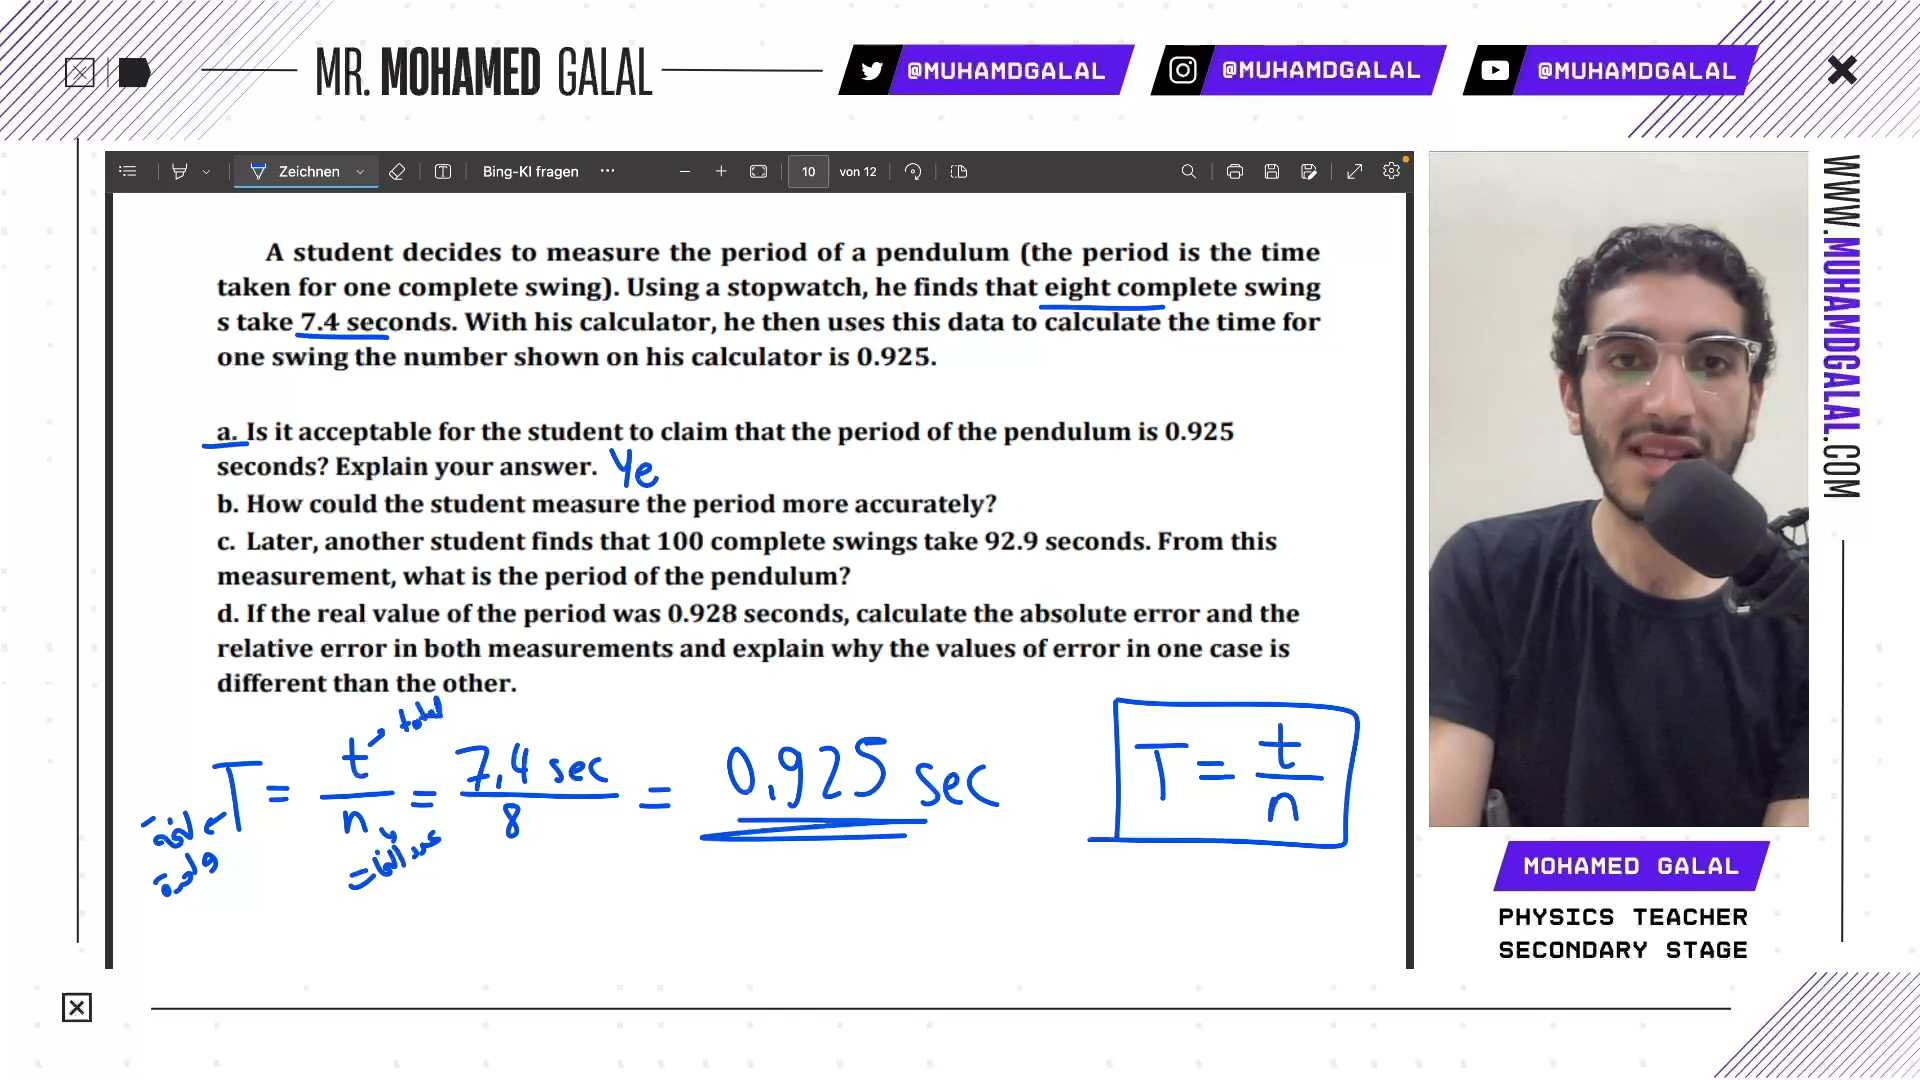 MR. MOHAMED GALAL
@MUHAMDGALAL
@MUHAMDGALAL
@MUHAMDGALAL
Zeichnen
Bing-KI fragen
10
von 12
A student decides to measure the period of a pendulum (the period is the time
taken for one complete swing). Using a stopwatch, he finds that eight complete swing
s take 7.4 seconds. With his calculator, he then uses this data to calculate the time for
one swing the number shown on his calculator is 0.925.
a. Is it acceptable for the student to claim that the period of the pendulum is 0.925
seconds? Explain your answer. Ye
b. How could the student measure the period more accurately?
c. Later, another student finds that 100 complete swings take 92.9 seconds. From this
measurement, what is the period of the pendulum?
d. If the real value of the period was 0.928 seconds, calculate the absolute error and the
relative error in both measurements and explain why the values of error in one case is
different than the other.
total
T = t/n = 7,4 sec/8 = 0,925 sec
T = t/n
WWW.MUHAMDGALAL.COM
MOHAMED GALAL
PHYSICS TEACHER
SECONDARY STAGE